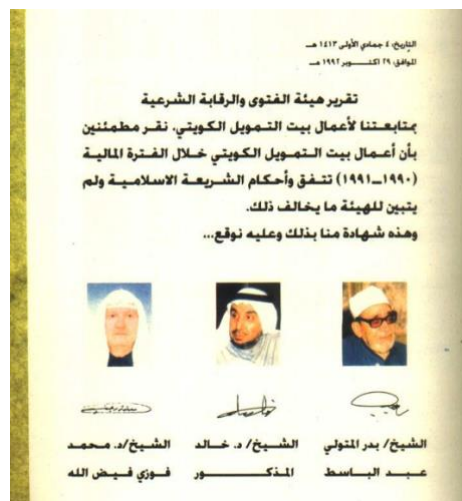 التاريخ: ٤ جمادي الأولى ١٤١٣ هـ
الموافق: ٢٩ اكتوبر ١٩٩٢ مـ
تقرير هيئة الفتوى والرقابة الشرعية
بمتابعتنا لأعمال بيت التمويل الكويتي، نقر مطمئنين
بأن أعمال بيت التمويل الكويتي خلال الفترة المالية
(١٩٩٠-١٩٩١) تتفق وأحكام الشريعة الاسلامية ولم
يتبين للهيئة ما يخالف ذلك.
وهذه شهادة منا بذلك وعليه نوقع...
الشيخ/ بدر المتولي
عبد الباسط
الشيخ/ د. خالد
المذكور
الشيخ/د. محمد
فوزي فيض الله